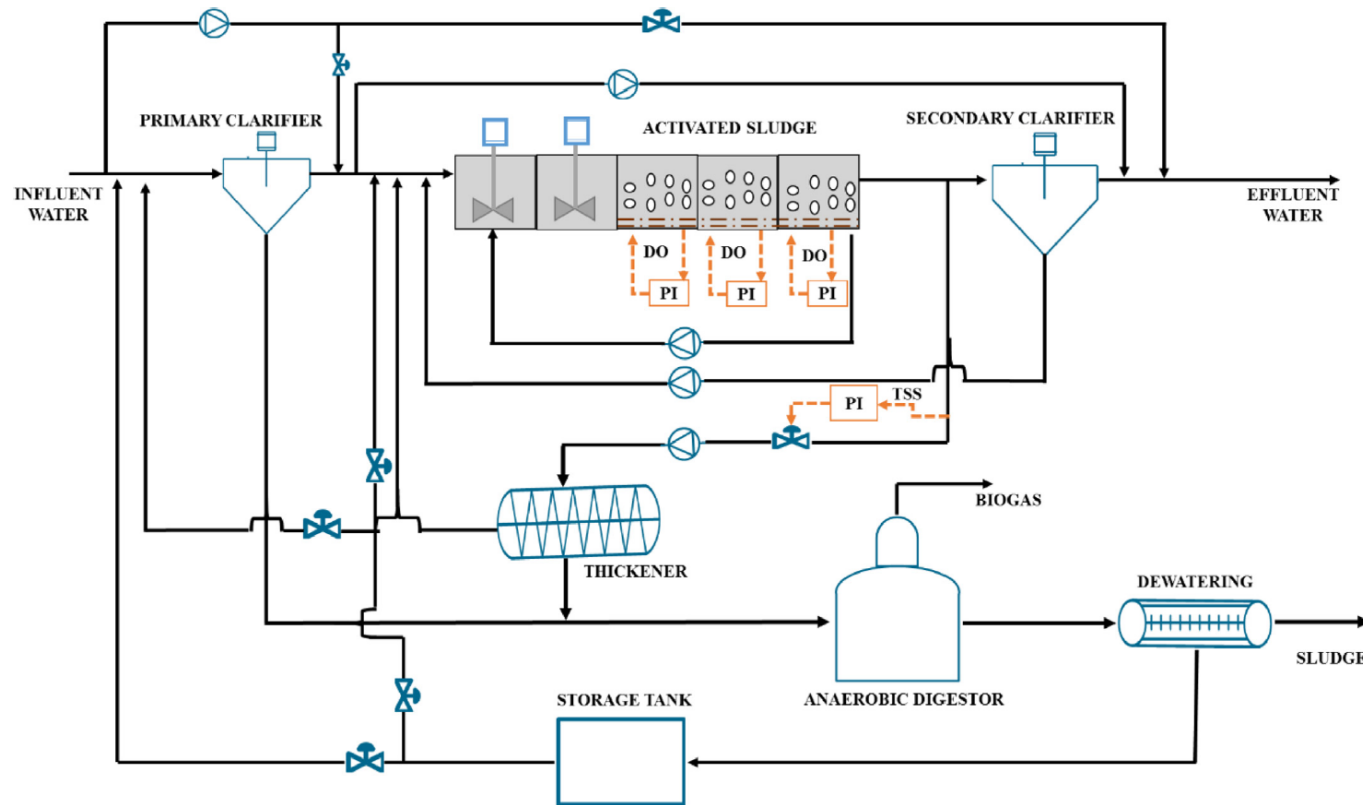 PRIMARY CLARIFIER
ACTIVATED SLUDGE
SECONDARY CLARIFIER
INFLUENT
WATER
EFFLUENT
WATER
DO
DO
DO
PI
PI
PI
TSS
PI
BIOGAS
THICKENER
DEWATERING
SLUDGE
STORAGE TANK
ANAEROBIC DIGESTOR